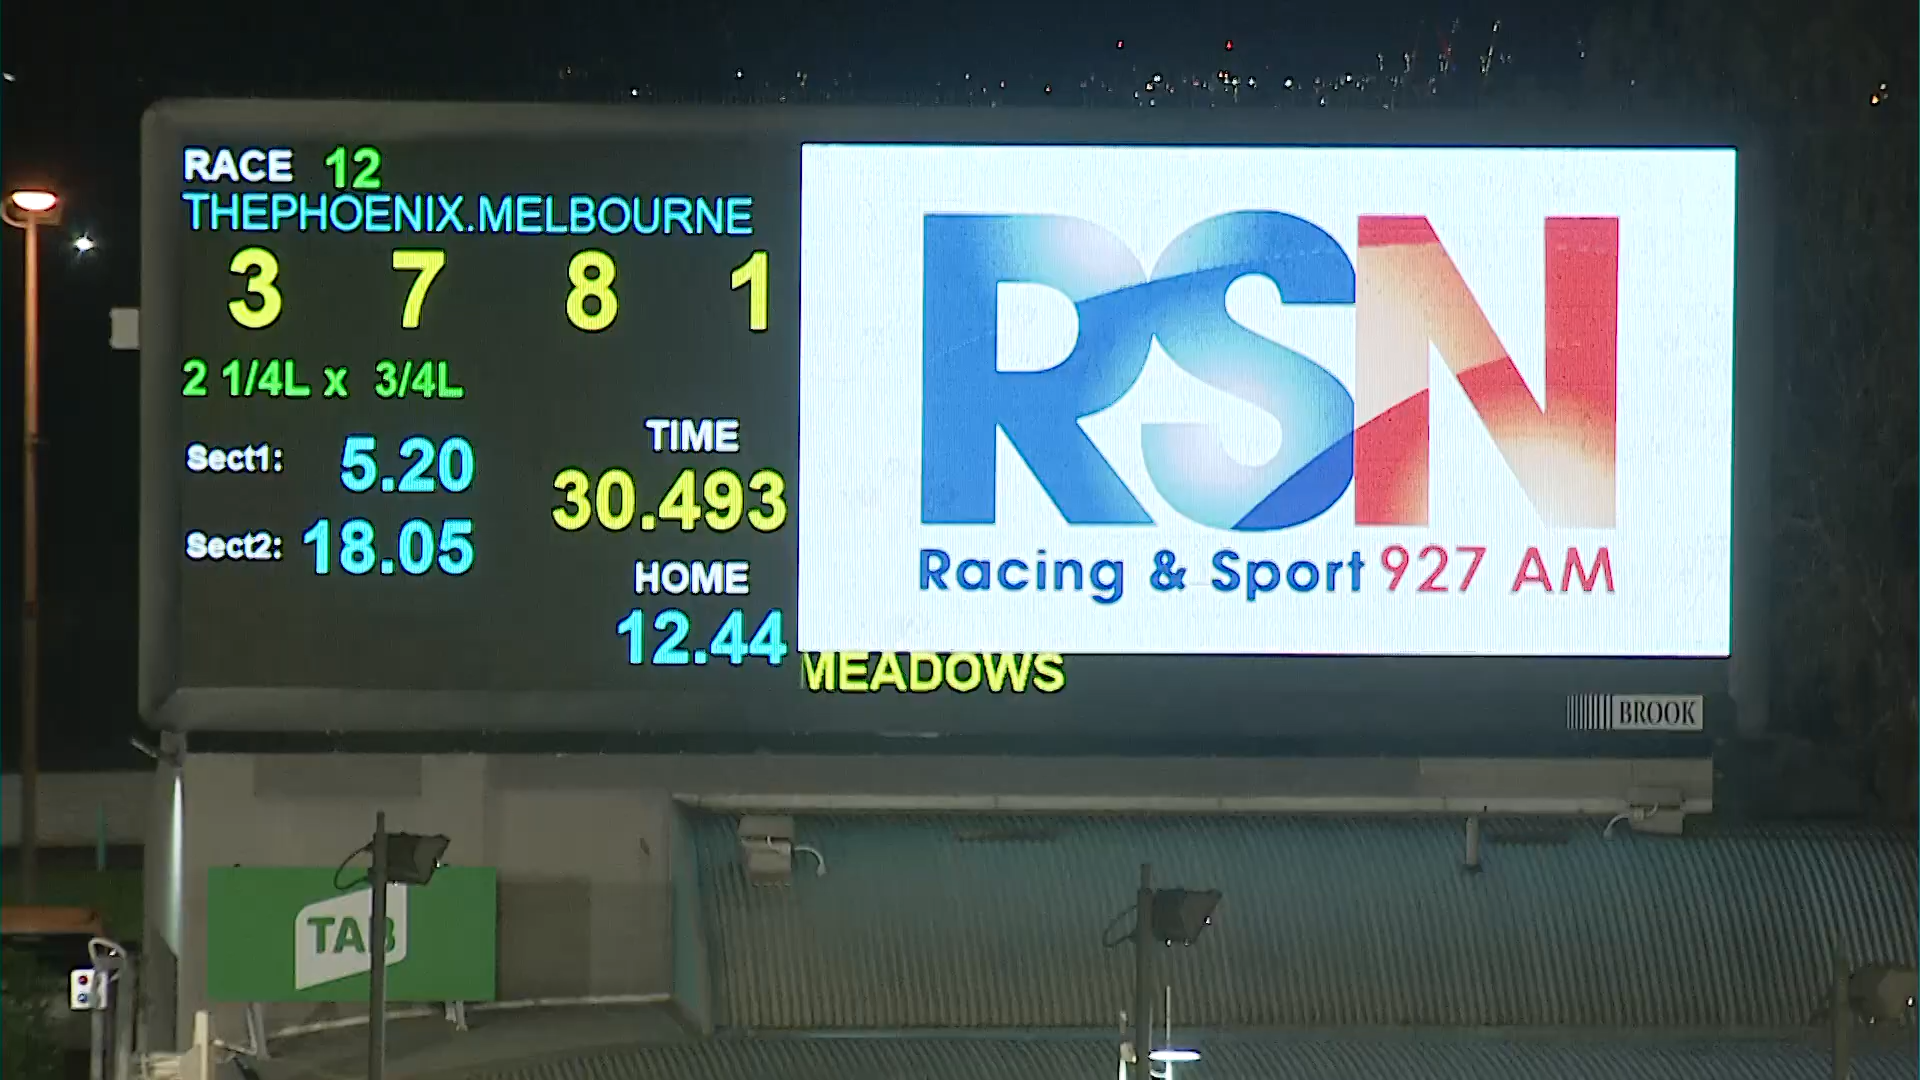 RACE 12
THEPHOENIX.MELBOURNE
3 7 8 1
2 1/4L x 3/4L
Sect1: 5.20
Sect2: 18.05
TIME
30.493
HOME
12.44
RSN
Racing & Sport 927 AM
MEADOWS
BROOK
TAB